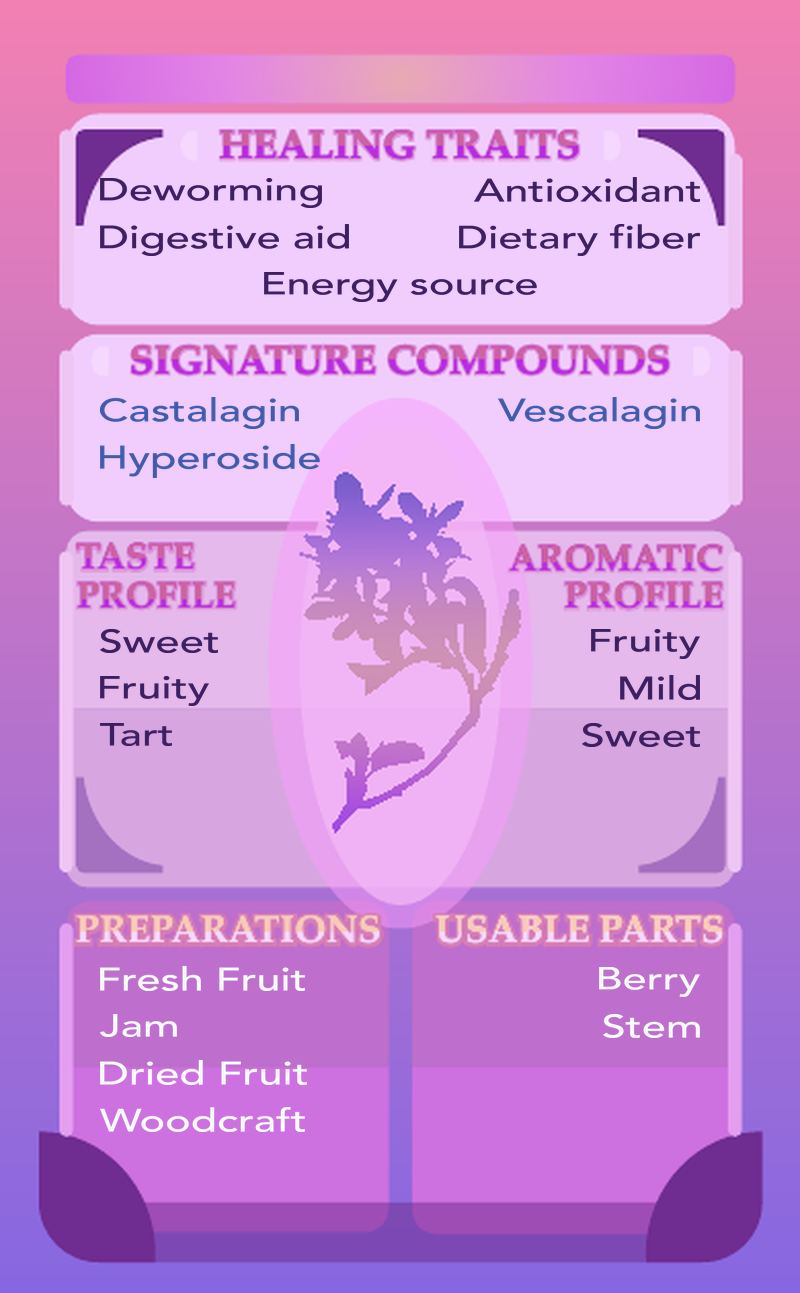 HEALING TRAITS
Deworming
Antioxidant
Digestive aid
Dietary fiber
Energy source
SIGNATURE COMPOUNDS
Castalagin
Vescalagin
Hyperoside
TASTE
PROFILE
Sweet
Fruity
Tart
AROMATIC
PROFILE
Fruity
Mild
Sweet
PREPARATIONS
Fresh Fruit
Jam
Dried Fruit
Woodcraft
USABLE PARTS
Berry
Stem